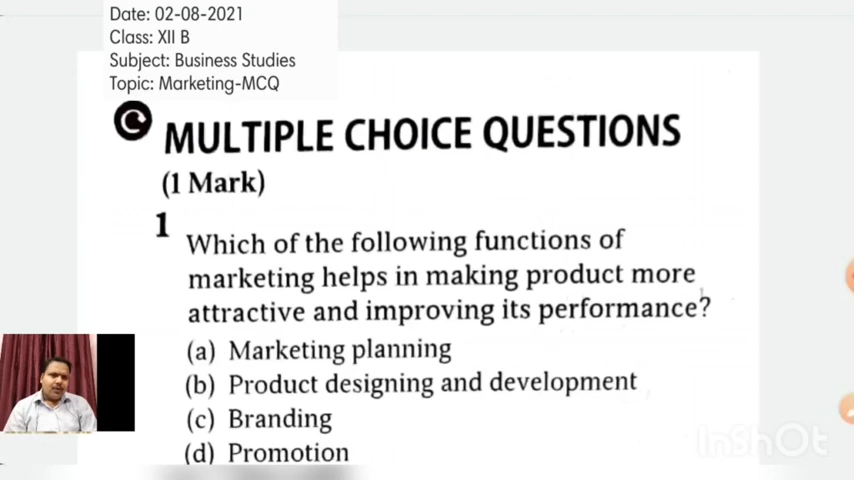 Date: 02-08-2021
Class: XII B
Subject: Business Studies
Topic: Marketing-MCQ
MULTIPLE CHOICE QUESTIONS
(1 Mark)
1
Which of the following functions of
marketing helps in making product more
attractive and improving its performance?
(a) Marketing planning
(b) Product designing and development
(c) Branding
(d) Promotion
InShOt